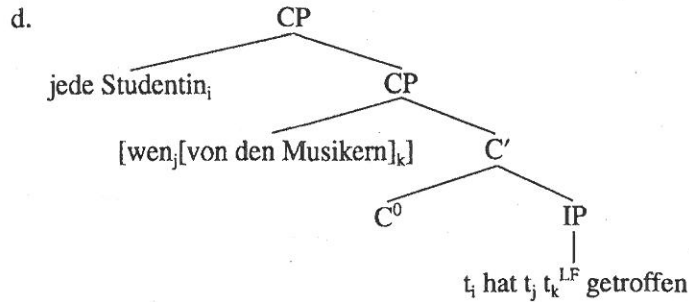 d.
CP
jede Studentinᵢ
CP
[wenⱼ[von den Musikern]ₖ]
C′
C⁰
IP
tᵢ hat tⱼ tₖᴸᶠ getroffen